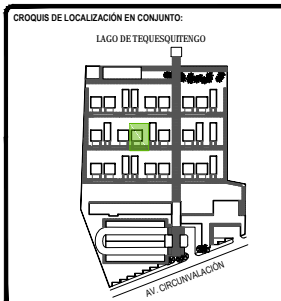 CROQUIS DE LOCALIZACIÓN EN CONJUNTO:
LAGO DE TEQUESQUITENGO
AV. CIRCUNVALACIÓN